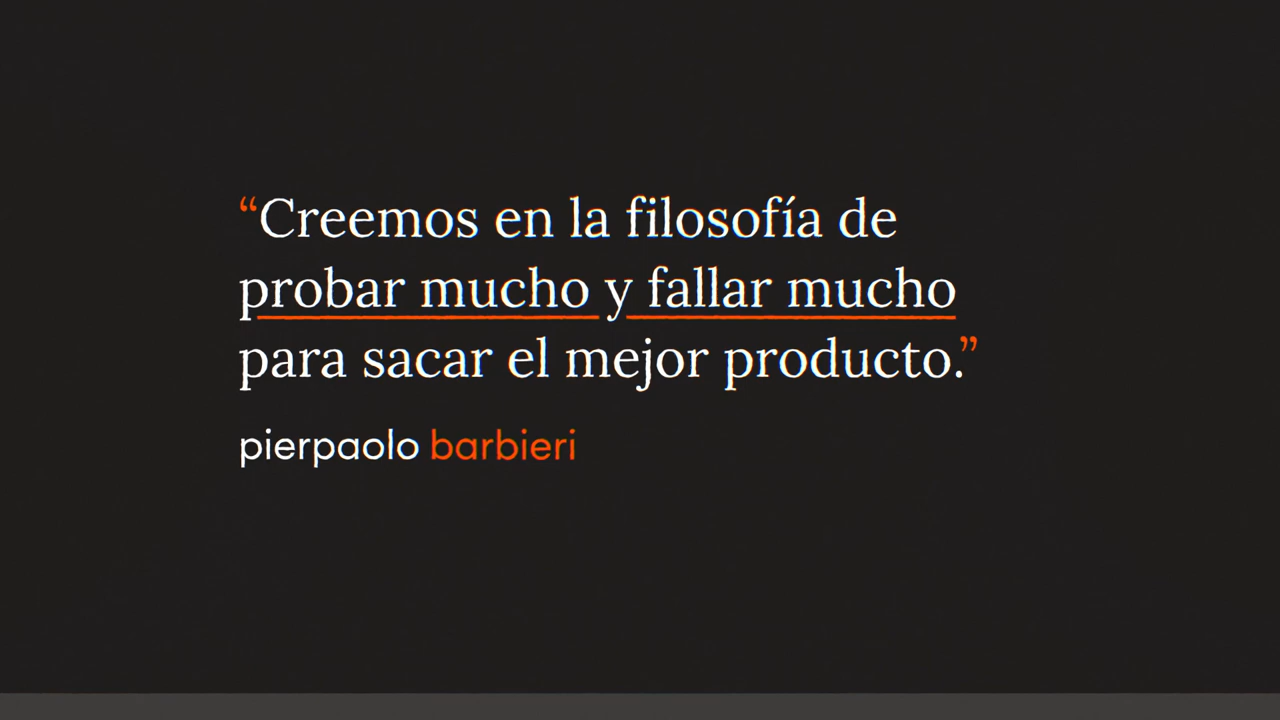 “Creemos en la filosofía de
probar mucho y fallar mucho
para sacar el mejor producto.”
pierpaolo barbieri